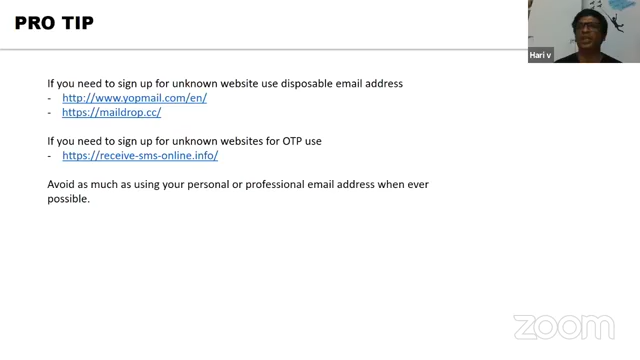 PRO TIP
Hari v
If you need to sign up for unknown website use disposable email address
- http://www.yopmail.com/en/
- https://maildrop.cc/
If you need to sign up for unknown websites for OTP use
- https://receive-sms-online.info/
Avoid as much as using your personal or professional email address when ever
possible.
zoom